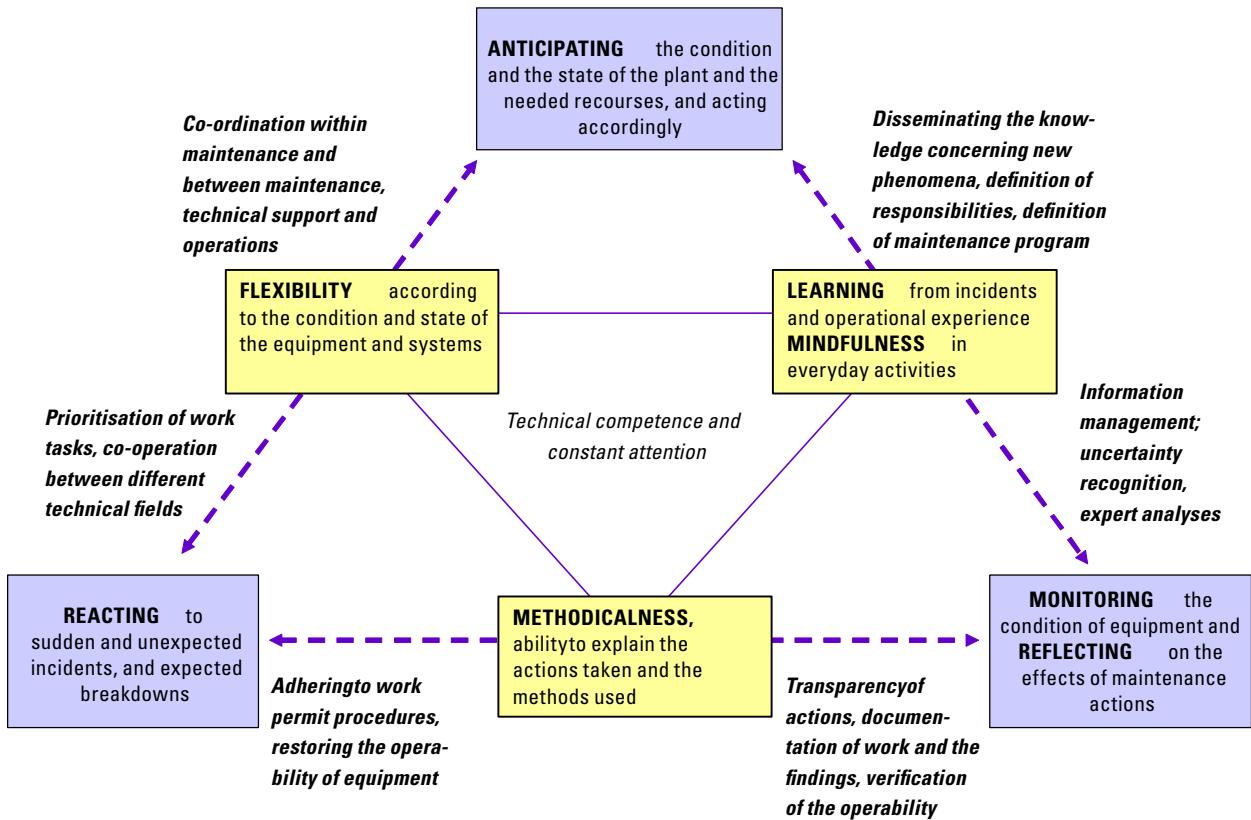 ANTICIPATING the condition
and the state of the plant and the
needed recourses, and acting
accordingly
Co-ordination within
maintenance and
between maintenance,
technical support and
operations
Disseminating the know-
ledge concerning new
phenomena, definition of
responsibilities, definition
of maintenance program
FLEXIBILITY according
to the condition and state of
the equipment and systems
LEARNING from incidents
and operational experience
MINDFULNESS in
everyday activities
Prioritisation of work
tasks, co-operation
between different
technical fields
Technical competence and
constant attention
Information
management;
uncertainty
recognition,
expert analyses
REACTING to
sudden and unexpected
incidents, and expected
breakdowns
METHODICALNESS,
abilityto explain the
actions taken and the
methods used
MONITORING the
condition of equipment and
REFLECTING on the
effects of maintenance
actions
Adheringto work
permit procedures,
restoring the opera-
bility of equipment
Transparencyof
actions, documen-
tation of work and the
findings, verification
of the operability